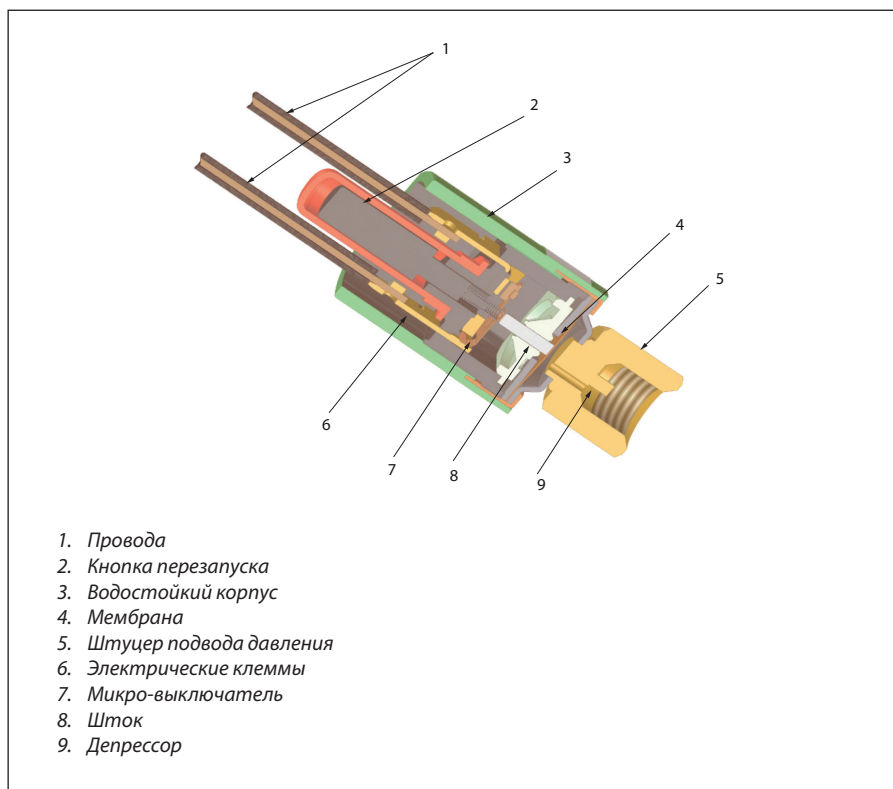 1
2
3
4
5
6
7
8
9
1. Провода
2. Кнопка перезапуска
3. Водостойкий корпус
4. Мембрана
5. Штуцер подвода давления
6. Электрические клеммы
7. Микро-выключатель
8. Шток
9. Депрессор